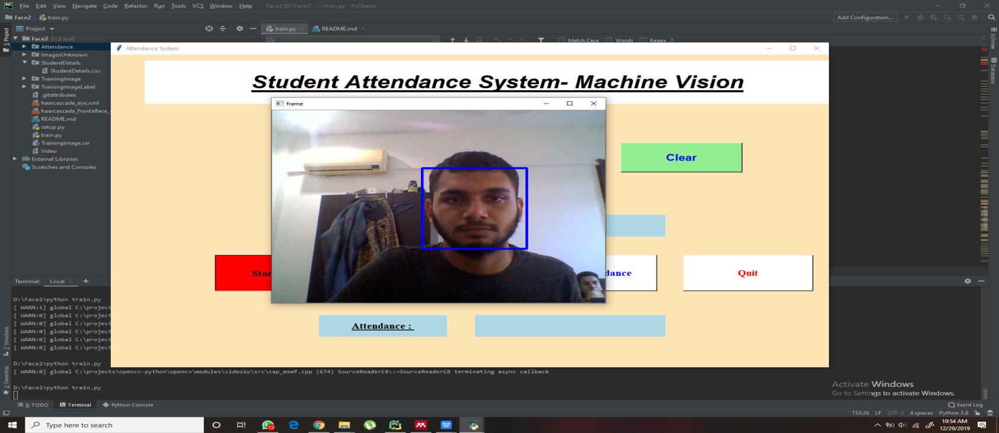 File Edit View Navigate Code Refactor Run Tools VCS Window Help Face2 [D:\Face2] - ...\train.py - PyCharm
Face2 train.py Add Configuration...
1: Project Project train.py README.md
Face2 D:\Face2
Match Case Words Regex ?
Attendance
ImagesUnknown
StudentDetails
StudentDetails.csv
TrainingImage
TrainingImageLabel
.gitattributes
haarcascade_eye.xml
haarcascade_frontalface_
README.md
setup.py
train.py
TrainingImage.rar
Video
External Libraries
Scratches and Consoles
SciView
Database
Attendance System
Student Attendance System- Machine Vision
frame
Clear
Stor
dance
Quit
Attendance :
Terminal: Local +
D:\Face2>python train.py
[ WARN:1] global C:\project
[ WARN:0] global C:\project
[ WARN:0] global C:\project
[ WARN:0] global C:\project
[ WARN:0] global C:\project
[ WARN:0] global C:\project
D:\Face2>python train.py
[ WARN:0] global C:\projects\opencv-python\opencv\modules\videoio\src\cap_msmf.cpp (674) SourceReaderCB::~SourceReaderCB terminating async callback
D:\Face2>python train.py
Z: Structure
2: Favorites
Activate Windows
Go to Settings to activate Windows.
6: TODO Terminal Python Console Event Log
153:26 LF UTF-8 4 spaces Python 3.8
Type here to search
12
10:54 AM
12/29/2019